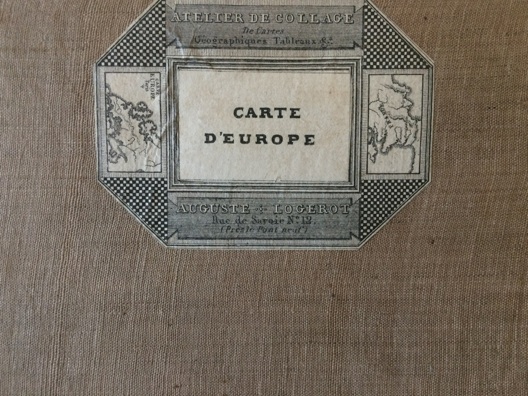 ATELIER DE COLLAGE
De Cartes
Géographiques Tableaux &c.
CARTE
D'EUROPE
AUGUSTE LOGEROT
Rue de Savoie No. 12.
(Près le Pont neuf)